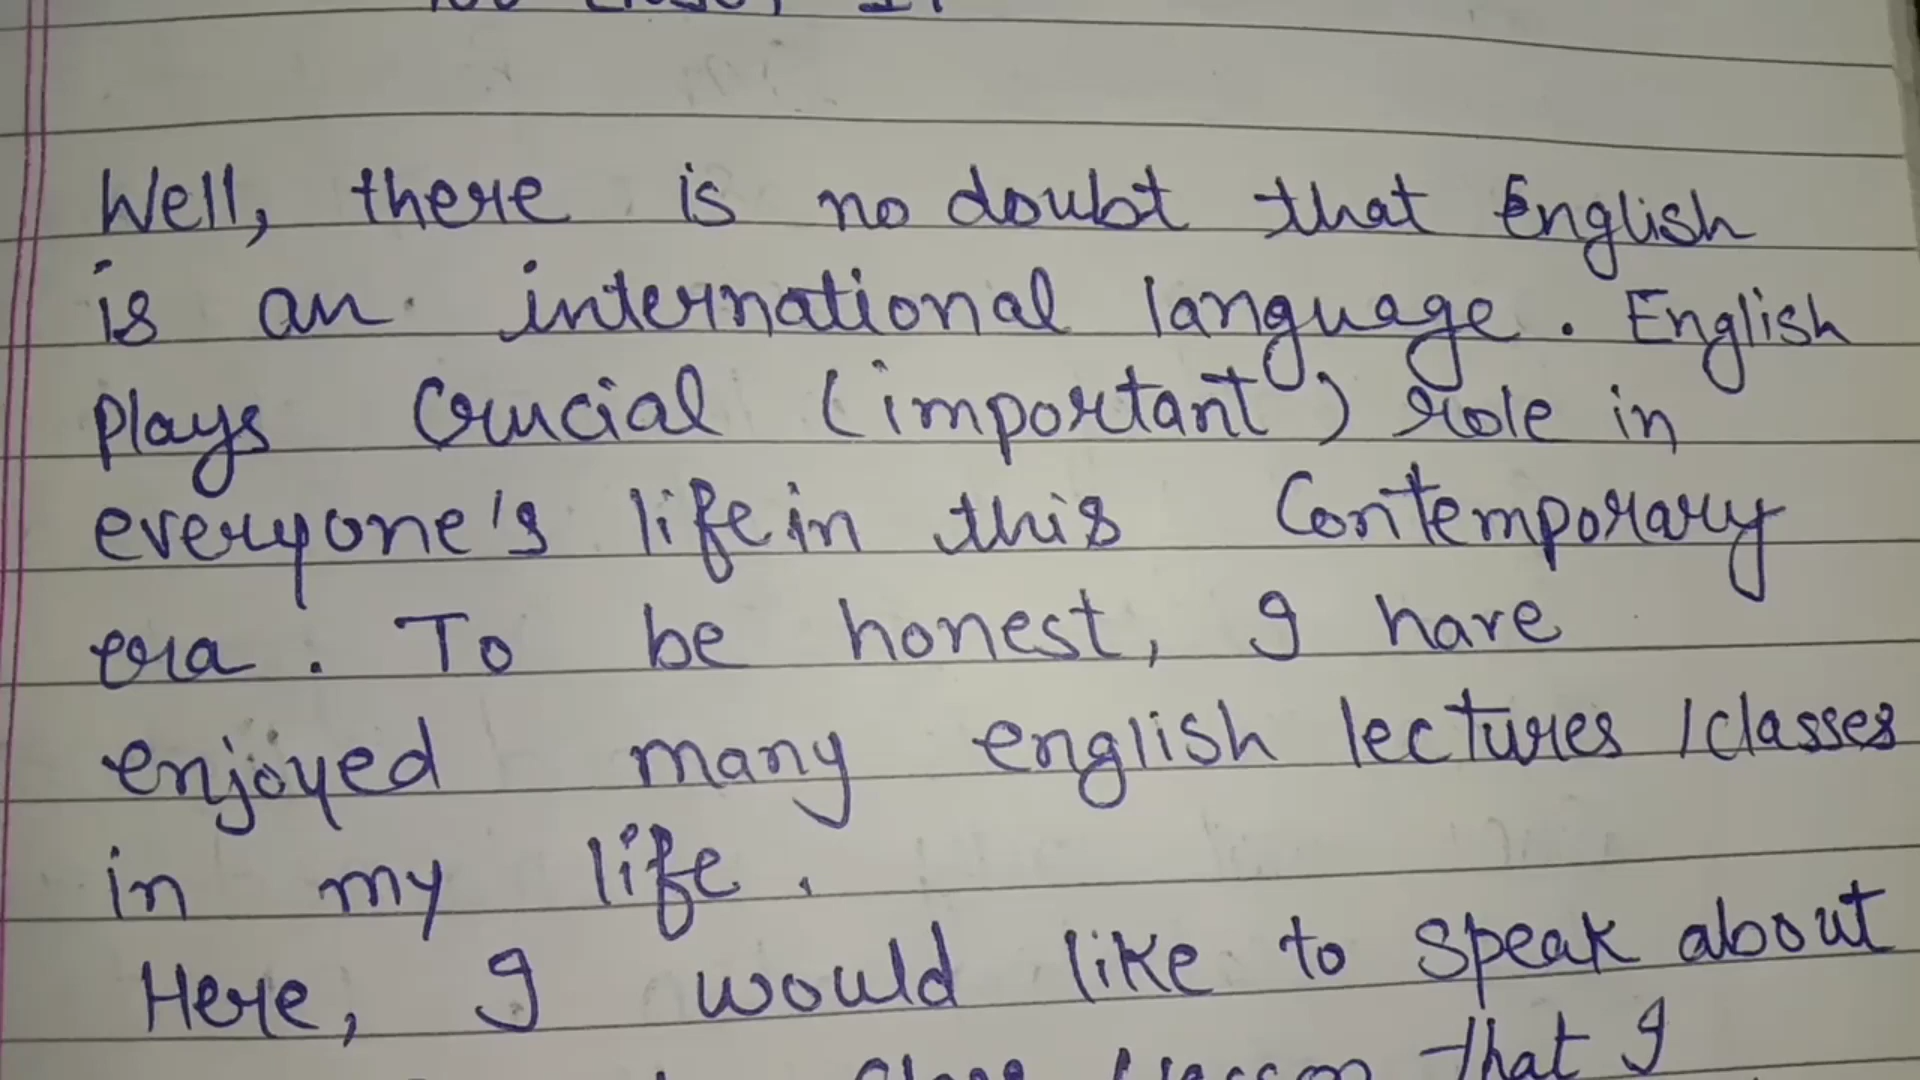 Well, there is no doubt that English
is an international language. English
plays crucial (important) role in
everyone's life in this Contemporary
era. To be honest, I have
enjoyed many english lectures /classes
in my life.
Here, I would like to speak about
that I